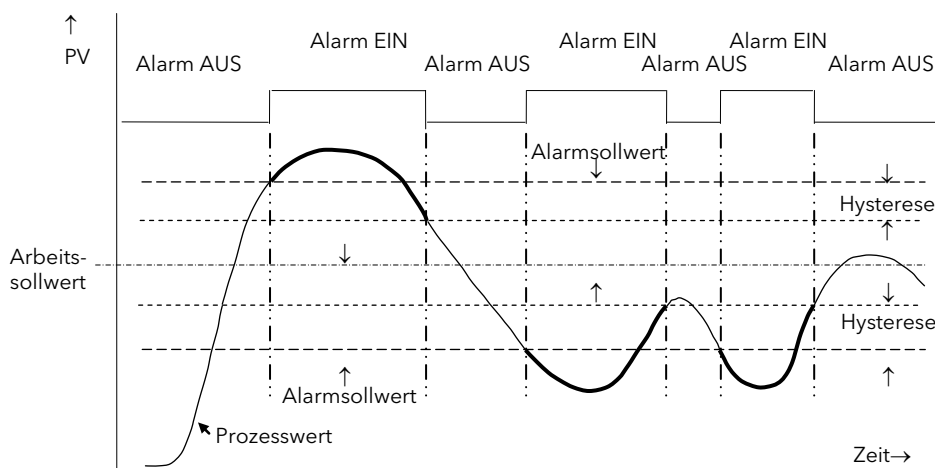 ↑
PV
Alarm AUS
Alarm EIN
Alarm AUS
Alarm EIN
Alarm AUS
Alarm EIN
Alarm AUS
Alarmsollwert
Hysterese
Arbeits-
sollwert
Hysterese
Alarmsollwert
Prozesswert
Zeit→